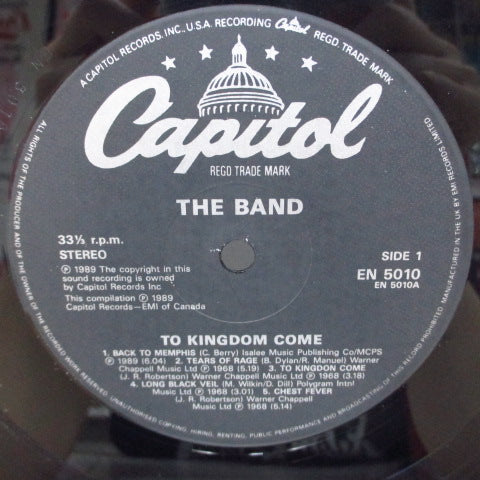 A CAPITOL RECORDS, INC., U.S.A. RECORDING Capitol REGD. TRADE MARK
Capitol
REGD TRADE MARK
THE BAND
33⅓ r.p.m.
STEREO
℗ 1989 The copyright in this
sound recording is owned
by Capitol Records Inc
This compilation ℗ 1989
Capitol Records—EMI of Canada
SIDE 1
EN 5010
EN 5010A
TO KINGDOM COME
1. BACK TO MEMPHIS (C. Berry) Isalee Music Publishing Co/MCPS
℗ 1989 (6.04) 2. TEARS OF RAGE (B. Dylan/R. Manuel) Warner
Chappell Music Ltd ℗ 1968 (5.19) 3. TO KINGDON COME
(J. R. Robertson) Warner Chappell Music Ltd ℗ 1968 (3.18)
4. LONG BLACK VEIL (M. Wilkin/D. Dill) Polygram Intnl
Music Ltd ℗ 1968 (3.01) 5. CHEST FEVER
(J. R. Robertson) Warner Chappell
Music Ltd ℗ 1968 (5.14)
MANUFACTURED IN THE UK BY EMI RECORDS LIMITED
ALL RIGHTS OF THE PRODUCER AND OF THE OWNER OF THE RECORDED WORK RESERVED. UNAUTHORISED COPYING, HIRING, RENTING, PUBLIC PERFORMANCE AND BROADCASTING OF THIS RECORD PROHIBITED